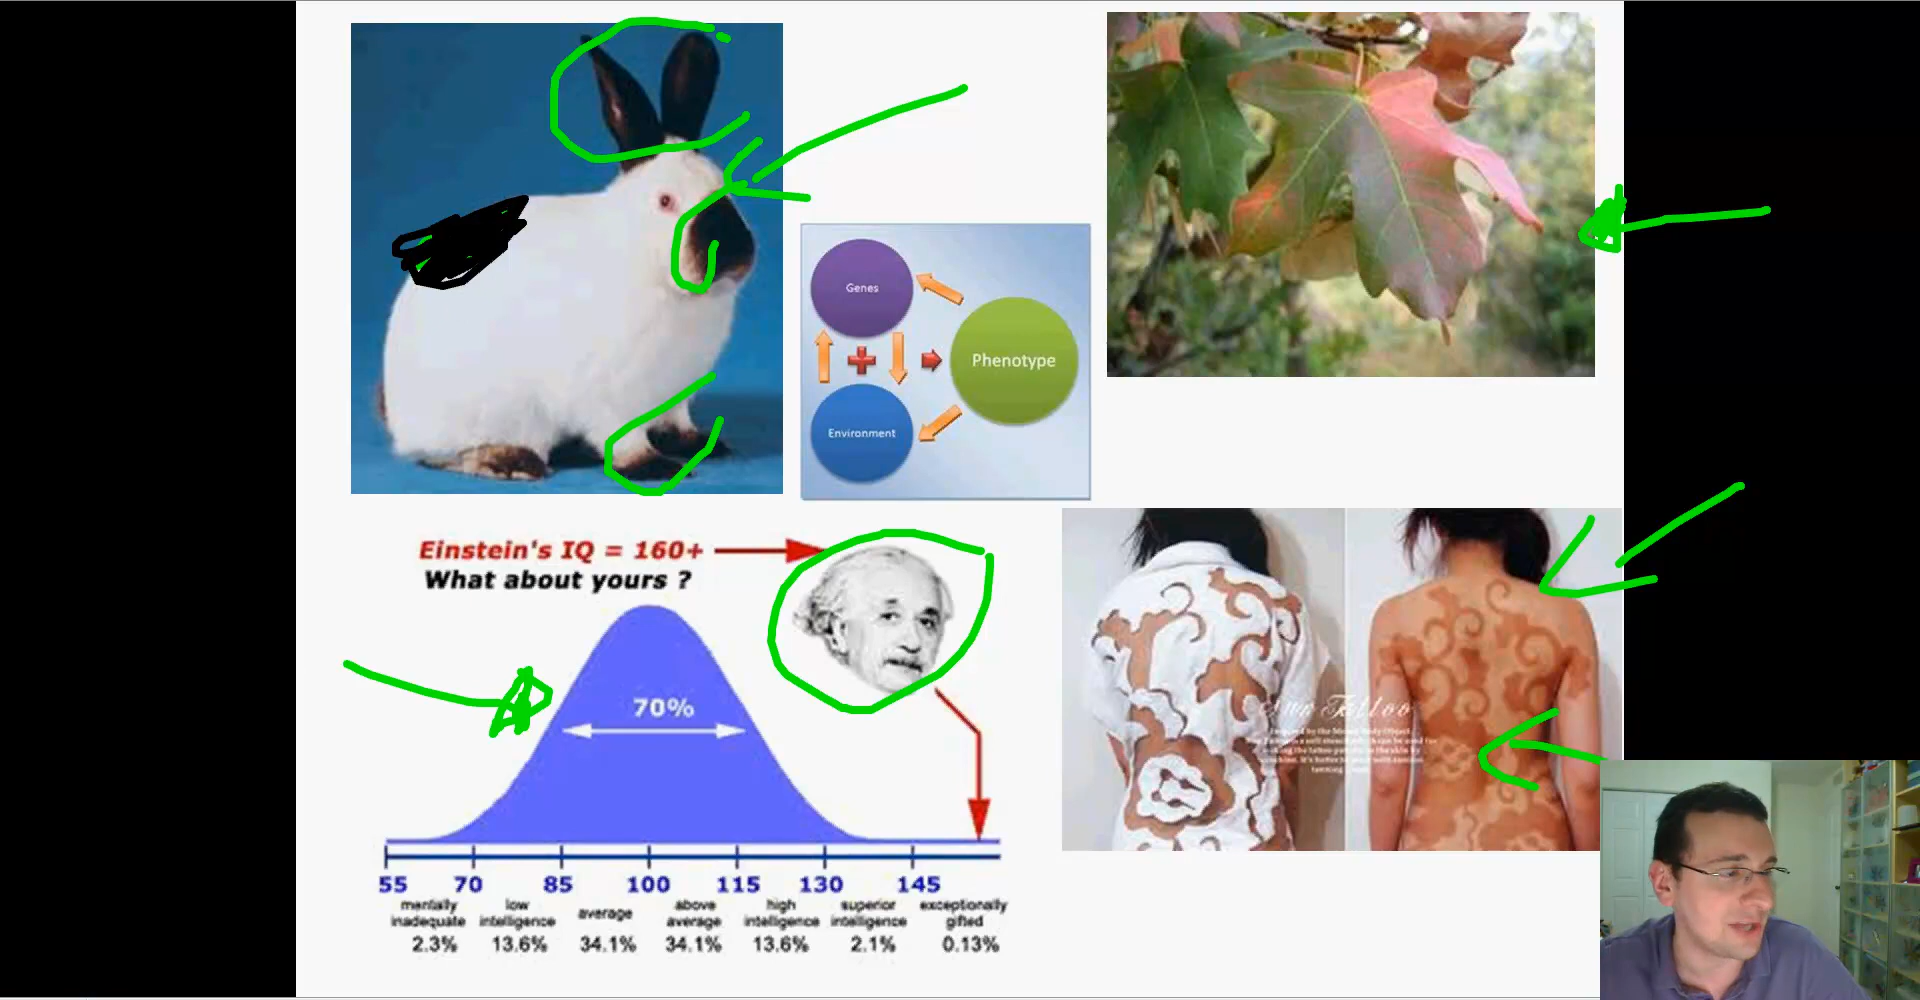 Genes
Phenotype
Environment
Einstein's IQ = 160+
What about yours ?
70%
55 70 85 100 115 130 145
mentally inadequate
low intelligence
average
above average
high intelligence
superior intelligence
exceptionally gifted
2.3% 13.6% 34.1% 34.1% 13.6% 2.1% 0.13%
Sun Tattoo